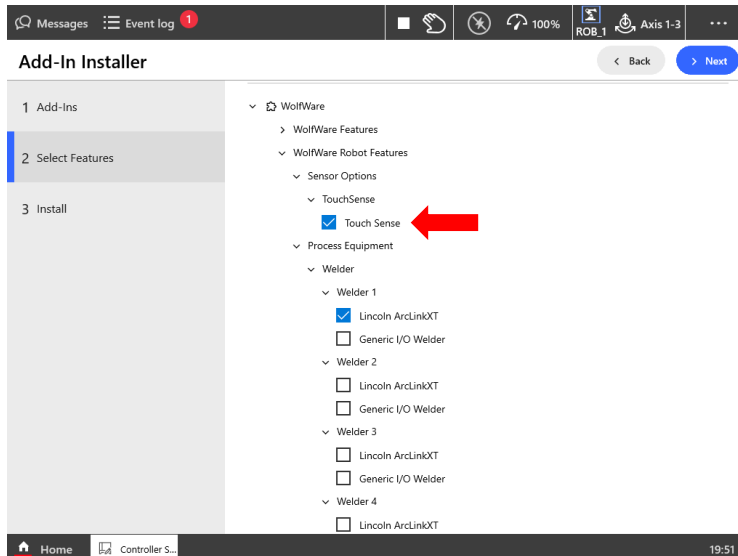 Messages Event log 1 100% ROB_1 Axis 1-3 ...
Add-In Installer < Back > Next
1 Add-Ins
2 Select Features
3 Install
WolfWare
WolfWare Features
WolfWare Robot Features
Sensor Options
TouchSense
Touch Sense
Process Equipment
Welder
Welder 1
Lincoln ArcLinkXT
Generic I/O Welder
Welder 2
Lincoln ArcLinkXT
Generic I/O Welder
Welder 3
Lincoln ArcLinkXT
Generic I/O Welder
Welder 4
Lincoln ArcLinkXT
Home Controller S... 19:51